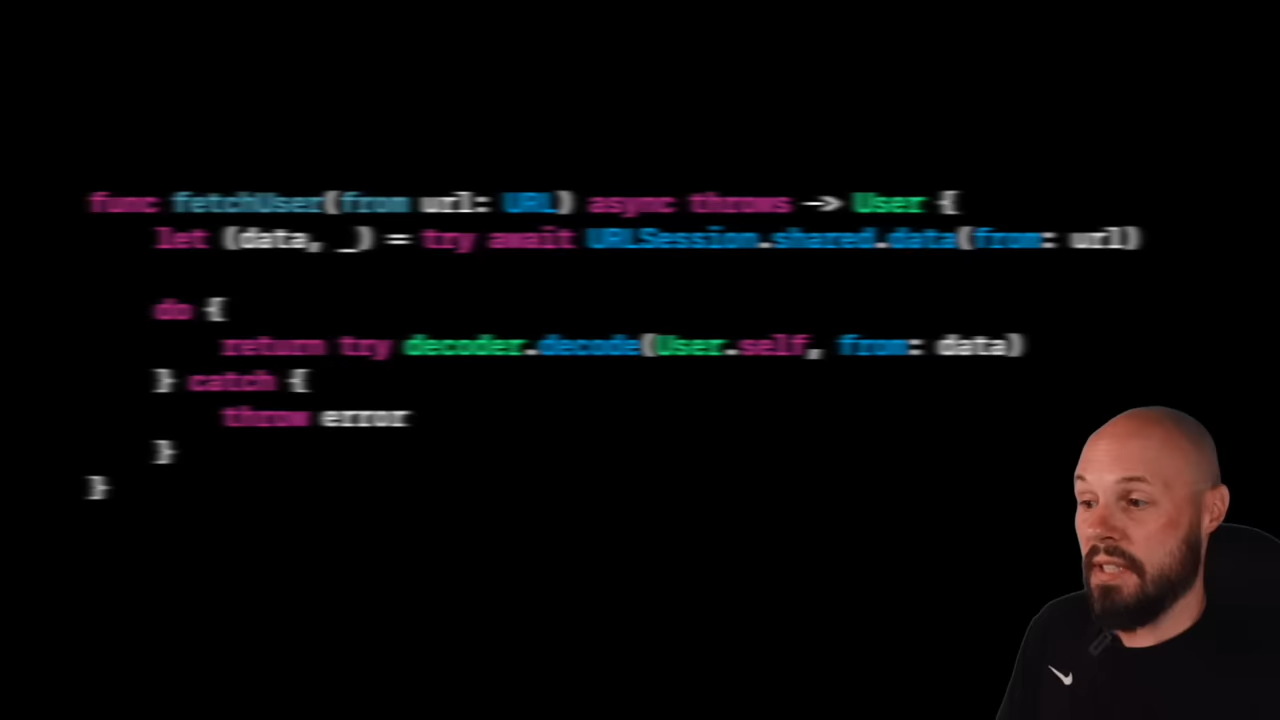 func fetchUser(from url: URL) async throws -> User {
let (data, _) = try await URLSession.shared.data(from: url)
do {
return try decoder.decode(User.self, from: data)
} catch {
throw error
}
}